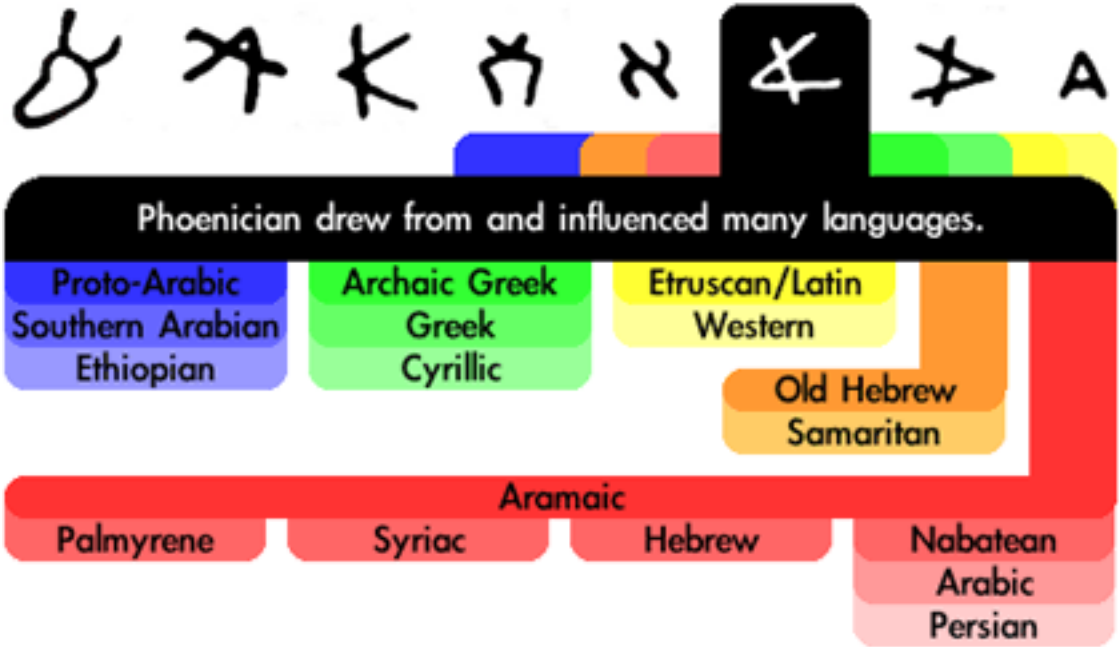 Phoenician drew from and influenced many languages.
Proto-Arabic
Southern Arabian
Ethiopian
Archaic Greek
Greek
Cyrillic
Etruscan/Latin
Western
Old Hebrew
Samaritan
Aramaic
Palmyrene
Syriac
Hebrew
Nabatean
Arabic
Persian